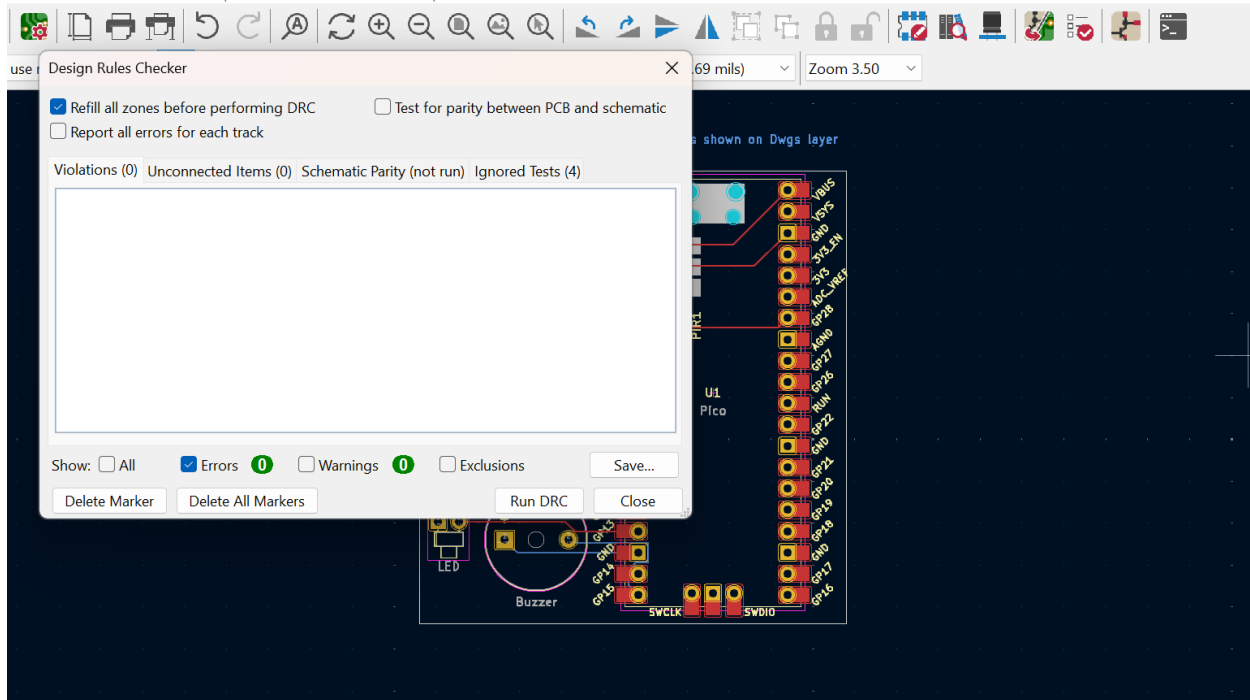 use
Design Rules Checker
.69 mils)
Zoom 3.50
Refill all zones before performing DRC
Test for parity between PCB and schematic
Report all errors for each track
s shown on Dwgs layer
Violations (0)
Unconnected Items (0)
Schematic Parity (not run)
Ignored Tests (4)
VBUS
VSYS
GND
3V3_EN
3V3
ADC_VREF
GP28
AGND
GP27
GP26
RUN
GP22
GND
GP21
GP20
GP19
GP18
GND
GP17
GP16
PIR1
U1
Pico
Show:
All
Errors
0
Warnings
0
Exclusions
Save...
Delete Marker
Delete All Markers
Run DRC
Close
GP13
GND
GP14
GP15
LED
Buzzer
SWCLK
SWDIO